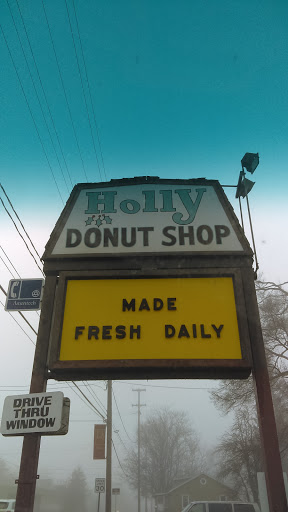 Holly
DONUT SHOP
MADE
FRESH DAILY
DRIVE
THRU
WINDOW